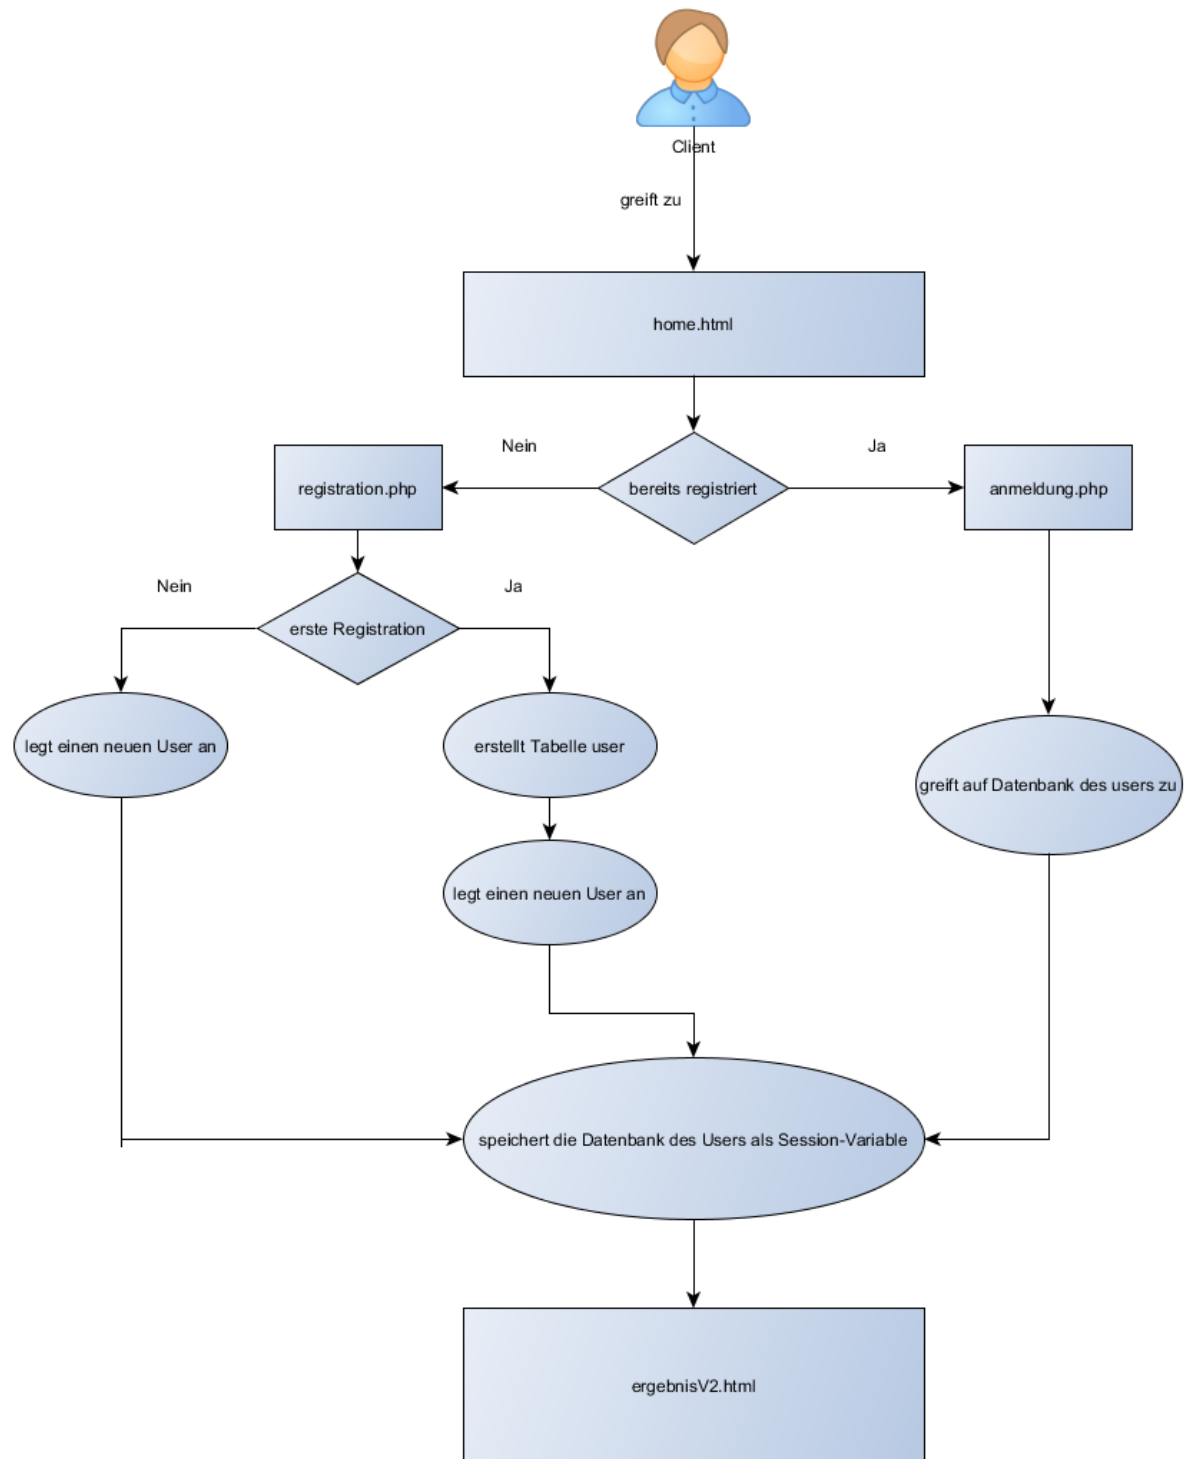 Client
greift zu
home.html
Nein
Ja
registration.php
bereits registriert
anmeldung.php
Nein
Ja
erste Registration
legt einen neuen User an
erstellt Tabelle user
greift auf Datenbank des users zu
legt einen neuen User an
speichert die Datenbank des Users als Session-Variable
ergebnisV2.html